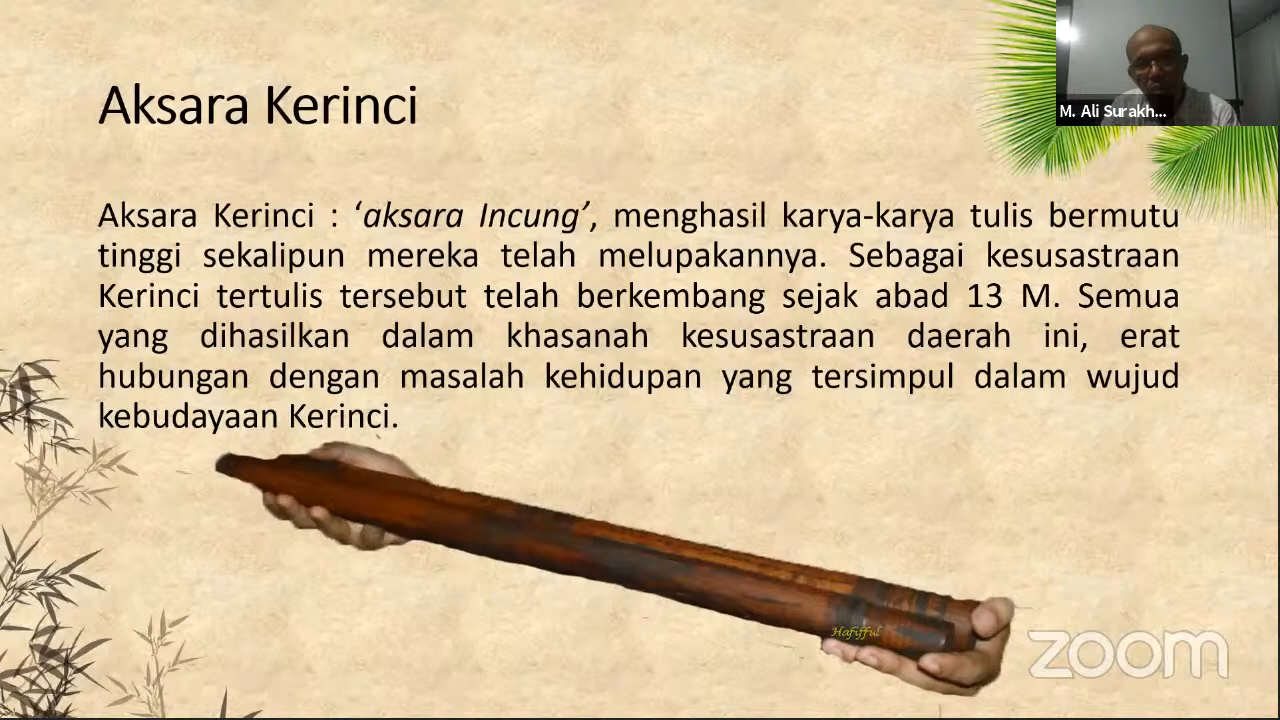 M. Ali Surakh...
Aksara Kerinci
Aksara Kerinci : ‘aksara Incung’, menghasil karya-karya tulis bermutu
tinggi sekalipun mereka telah melupakannya. Sebagai kesusastraan
Kerinci tertulis tersebut telah berkembang sejak abad 13 M. Semua
yang dihasilkan dalam khasanah kesusastraan daerah ini, erat
hubungan dengan masalah kehidupan yang tersimpul dalam wujud
kebudayaan Kerinci.
Hafifful
zoom